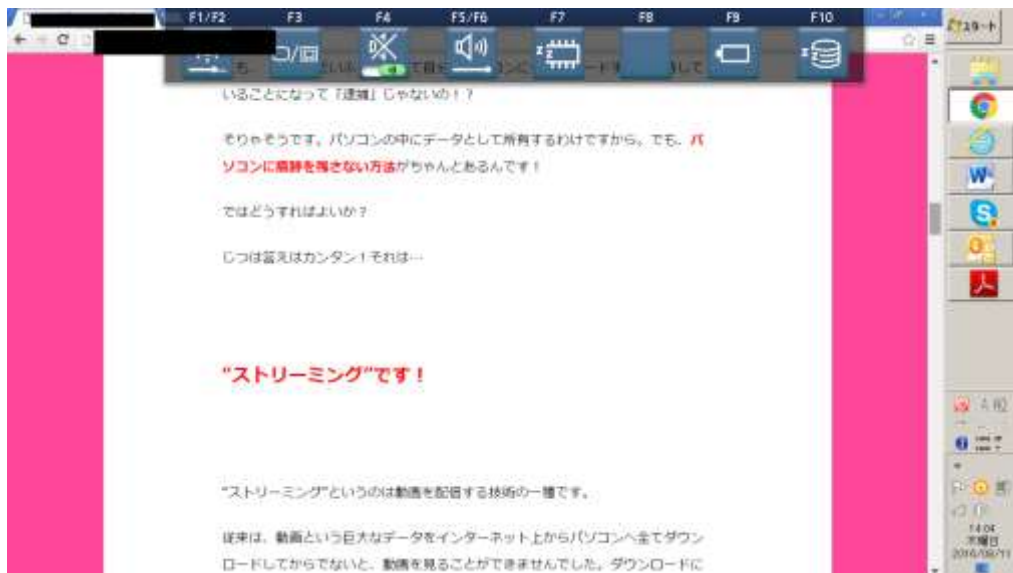 F1/F2 F3 F4 F5/F6 F7 F8 F9 F10
スタート
いることになって「逮捕」じゃないの!?
そりゃそうです。パソコンの中にデータとして所有するわけですから。でも、パ
ソコンに痕跡を残さない方法がちゃんとあるんです!
ではどうすればよいか?
じつは答えはカンタン!それは…
“ストリーミング”です!
“ストリーミング”というのは動画を配信する技術の一種です。
従来は、動画という巨大なデータをインターネット上からパソコンへ全てダウン
ロードしてからでないと、動画を見ることができませんでした。ダウンロードに
A 般
14:04
木曜日
2016/08/11